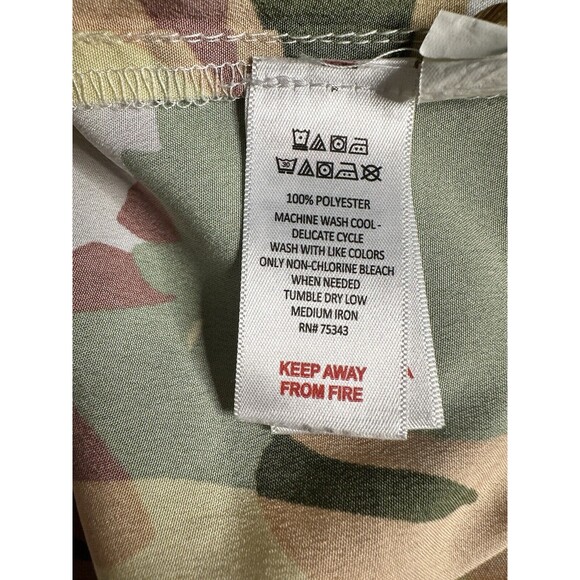 30
100% POLYESTER
MACHINE WASH COOL -
DELICATE CYCLE
WASH WITH LIKE COLORS
ONLY NON-CHLORINE BLEACH
WHEN NEEDED
TUMBLE DRY LOW
MEDIUM IRON
RN# 75343
KEEP AWAY
FROM FIRE